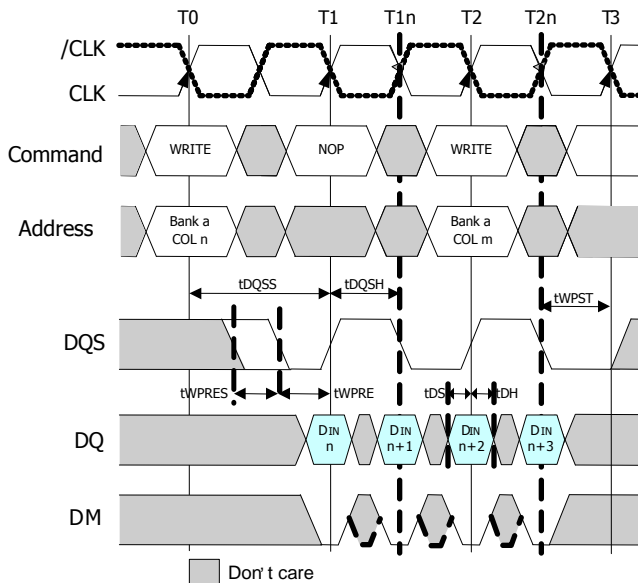 T0 T1 T1n T2 T2n T3
/CLK
CLK
Command WRITE NOP WRITE
Address Bank a COL n Bank a COL m
tDQSS tDQSH tWPST
DQS
tWPRES tWPRE tDS tDH
DQ DIN n DIN n+1 DIN n+2 DIN n+3
DM
Don't care